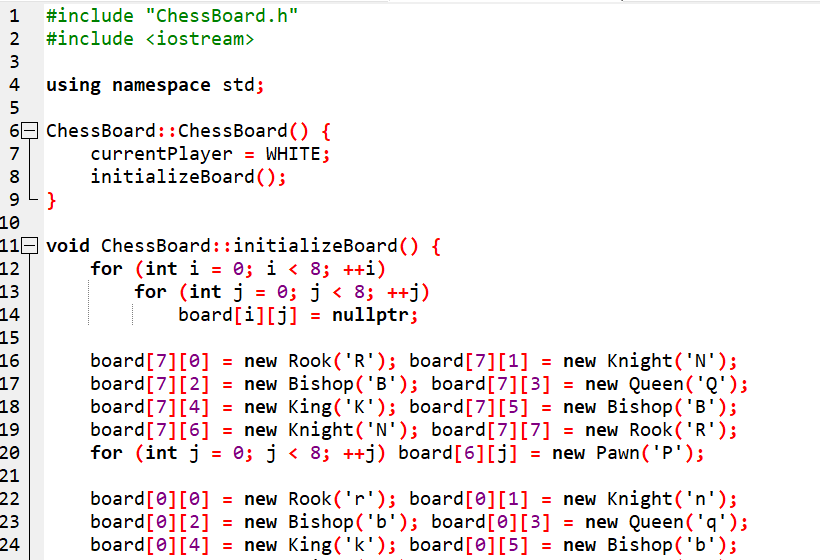 1 #include "ChessBoard.h"
2 #include <iostream>
3
4 using namespace std;
5
6 ChessBoard::ChessBoard() {
7     currentPlayer = WHITE;
8     initializeBoard();
9 }
10
11 void ChessBoard::initializeBoard() {
12     for (int i = 0; i < 8; ++i)
13         for (int j = 0; j < 8; ++j)
14             board[i][j] = nullptr;
15
16     board[7][0] = new Rook('R'); board[7][1] = new Knight('N');
17     board[7][2] = new Bishop('B'); board[7][3] = new Queen('Q');
18     board[7][4] = new King('K'); board[7][5] = new Bishop('B');
19     board[7][6] = new Knight('N'); board[7][7] = new Rook('R');
20     for (int j = 0; j < 8; ++j) board[6][j] = new Pawn('P');
21
22     board[0][0] = new Rook('r'); board[0][1] = new Knight('n');
23     board[0][2] = new Bishop('b'); board[0][3] = new Queen('q');
24     board[0][4] = new King('k'); board[0][5] = new Bishop('b');